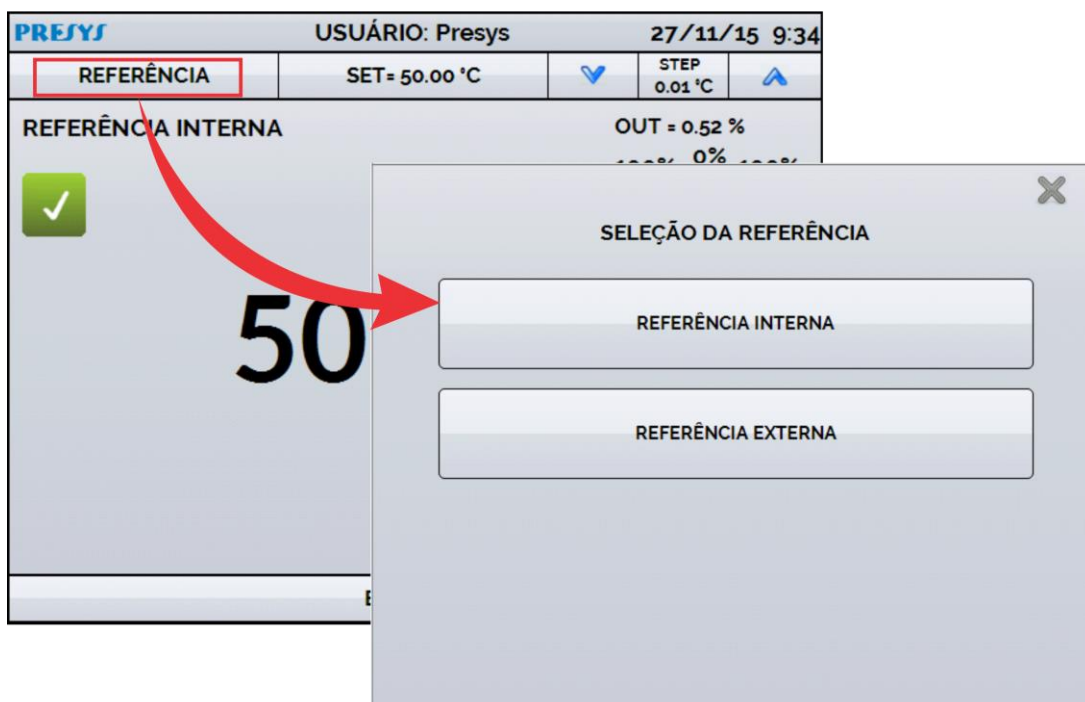 PRESYS USUÁRIO: Presys 27/11/15 9:34
REFERÊNCIA SET= 50.00 °C STEP
0.01 °C
REFERÊNCIA INTERNA OUT = 0.52 %
0%
50
SELEÇÃO DA REFERÊNCIA
REFERÊNCIA INTERNA
REFERÊNCIA EXTERNA